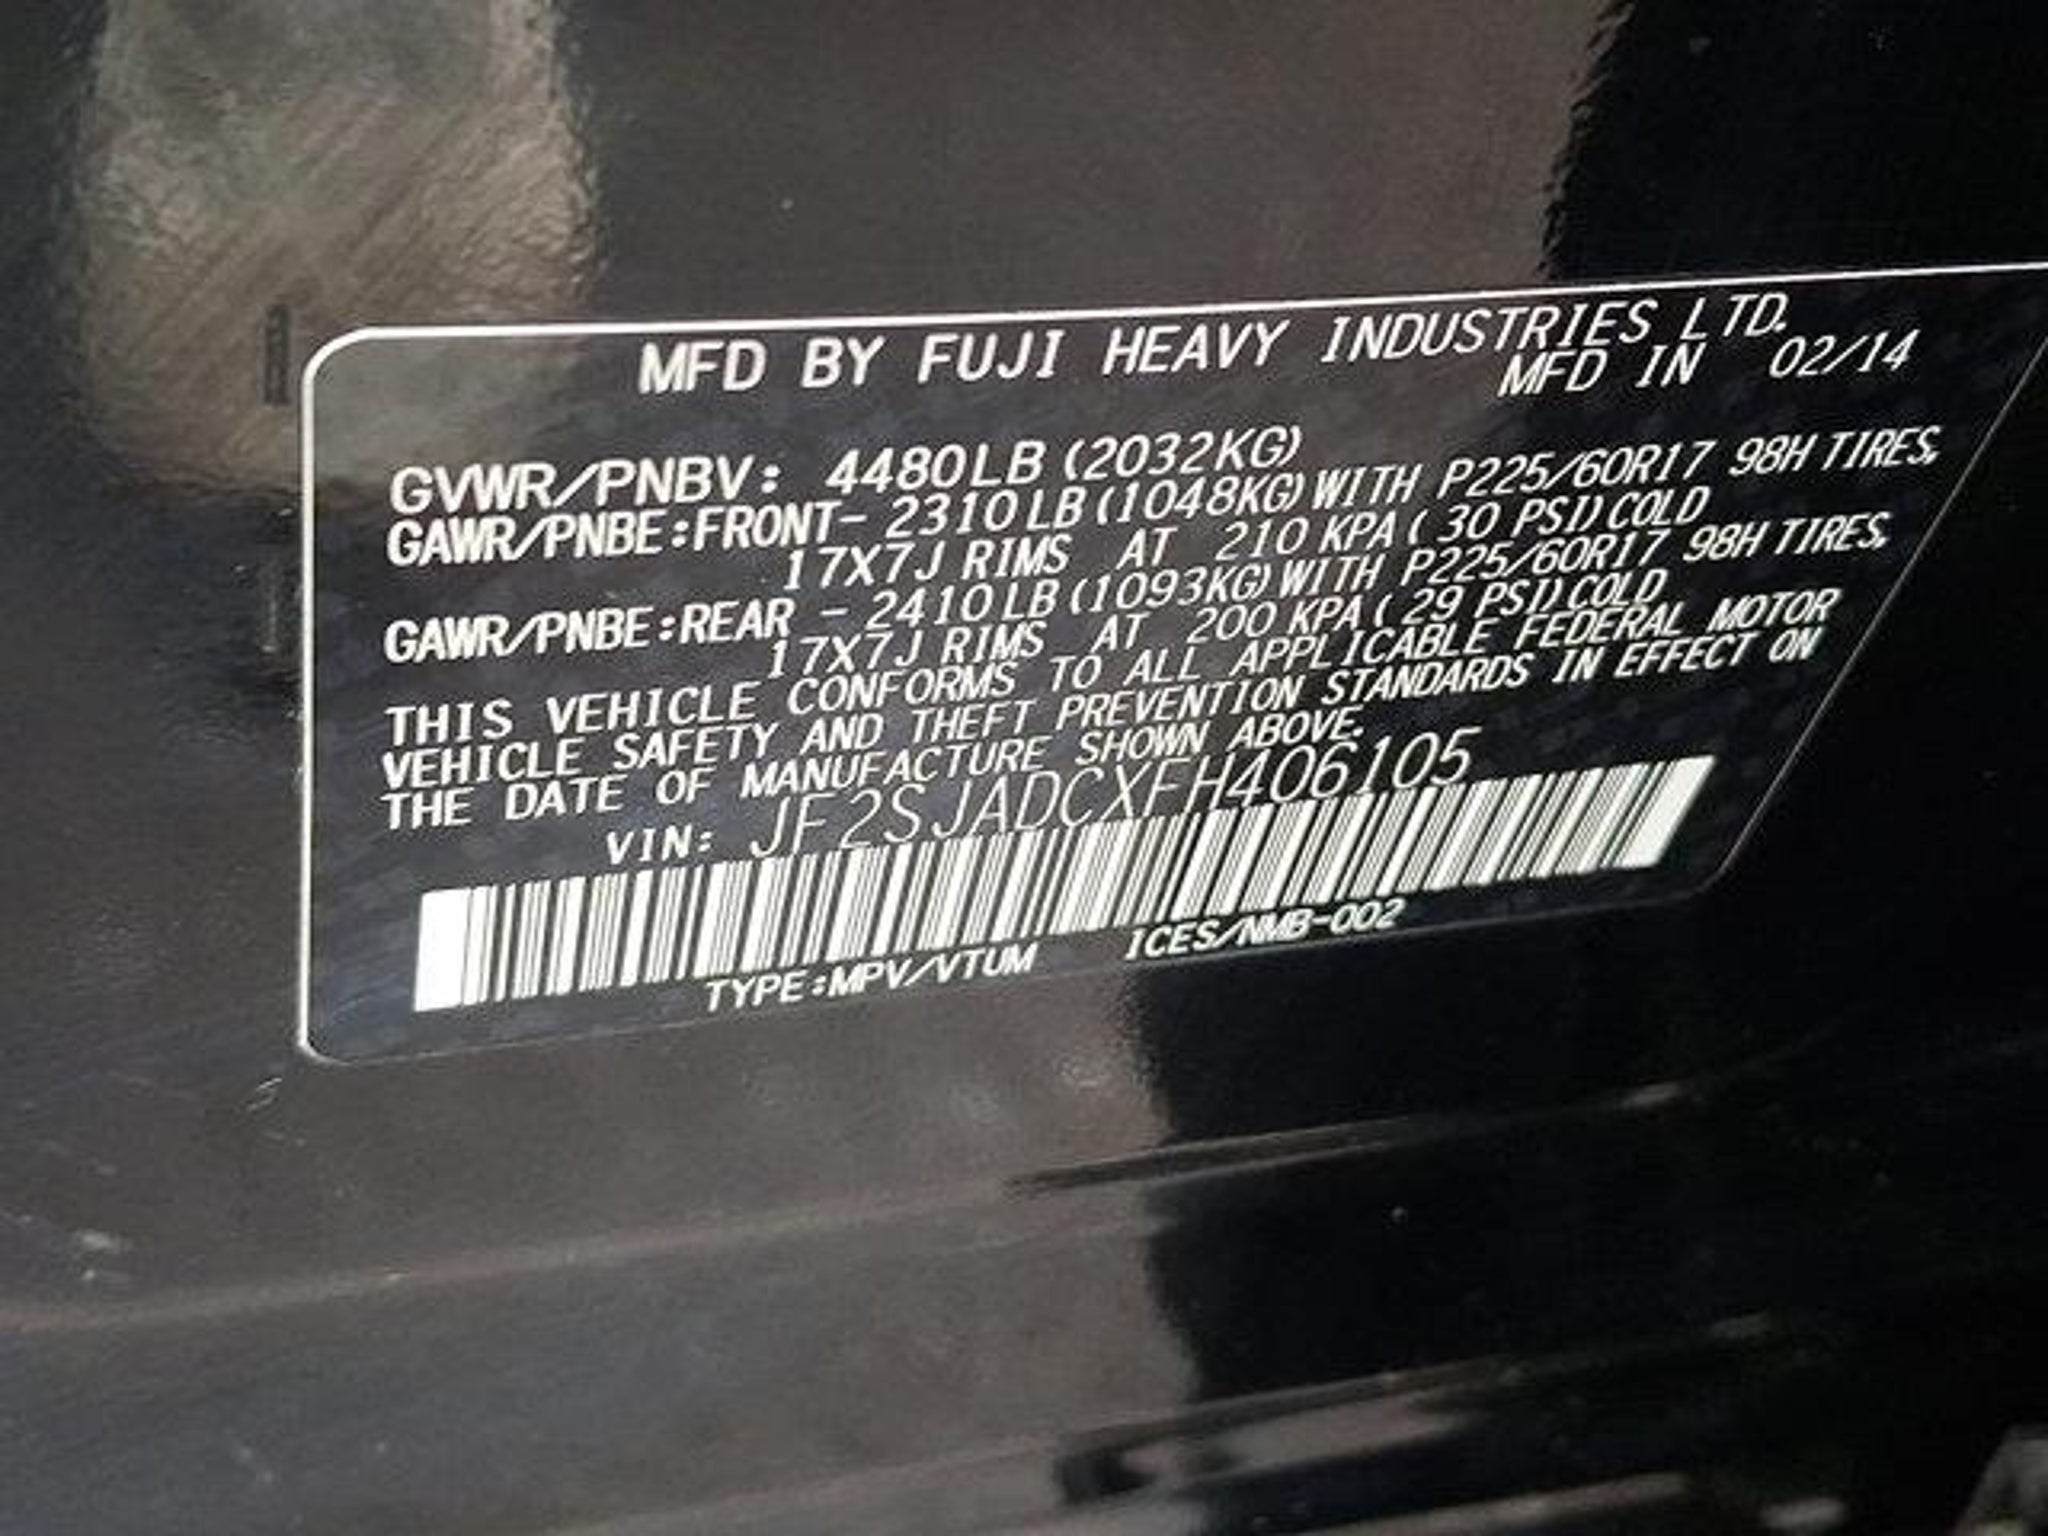 MFD BY FUJI HEAVY INDUSTRIES LTD.
MFD IN 02/14
GVWR/PNBV: 4480LB (2032KG)
GAWR/PNBE:FRONT- 2310LB (1048KG) WITH P225/60R17 98H TIRES,
17X7J RIMS AT 210 KPA ( 30 PSI) COLD
GAWR/PNBE:REAR - 2410LB (1093KG) WITH P225/60R17 98H TIRES,
17X7J RIMS AT 200 KPA ( 29 PSI) COLD
THIS VEHICLE CONFORMS TO ALL APPLICABLE FEDERAL MOTOR
VEHICLE SAFETY AND THEFT PREVENTION STANDARDS IN EFFECT ON
THE DATE OF MANUFACTURE SHOWN ABOVE.
VIN: JF2SJADCXFH406105
TYPE:MPV/VTUM ICES/NMB-002